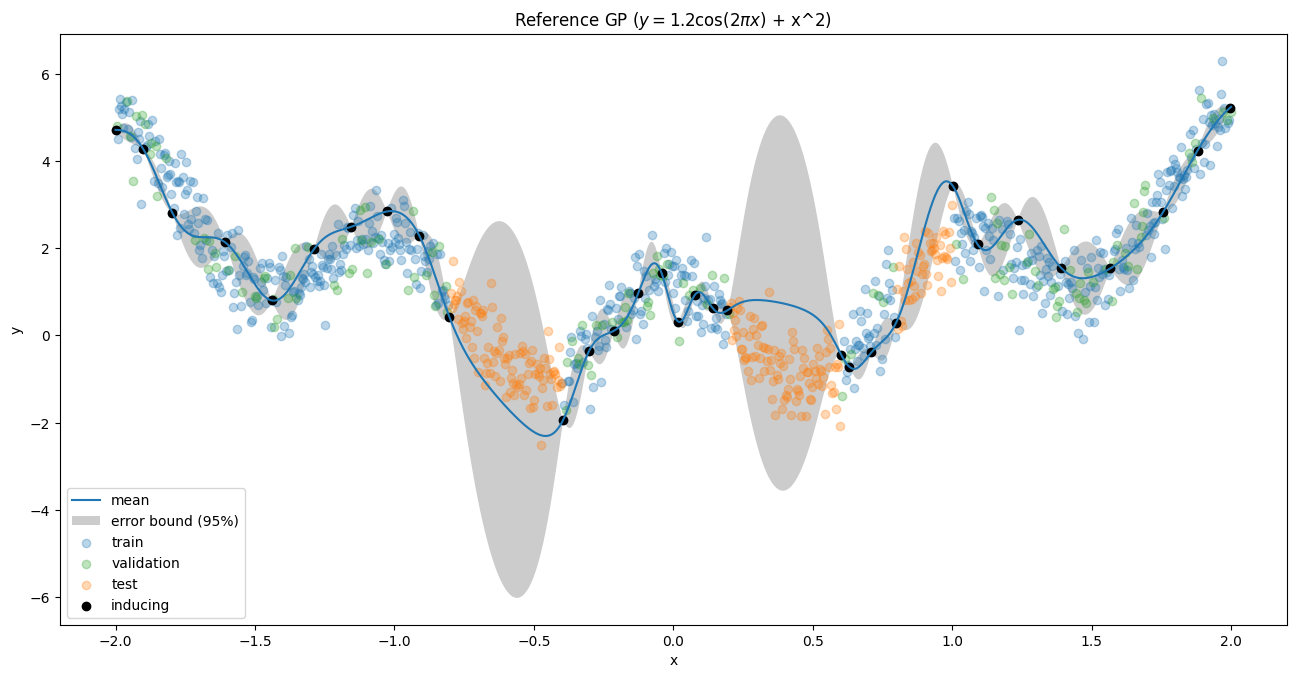 Reference GP (y = 1.2cos(2πx) + x^2)
6
4
2
0
−2
−4
−6
y
mean
error bound (95%)
train
validation
test
inducing
−2.0 −1.5 −1.0 −0.5 0.0 0.5 1.0 1.5 2.0
x